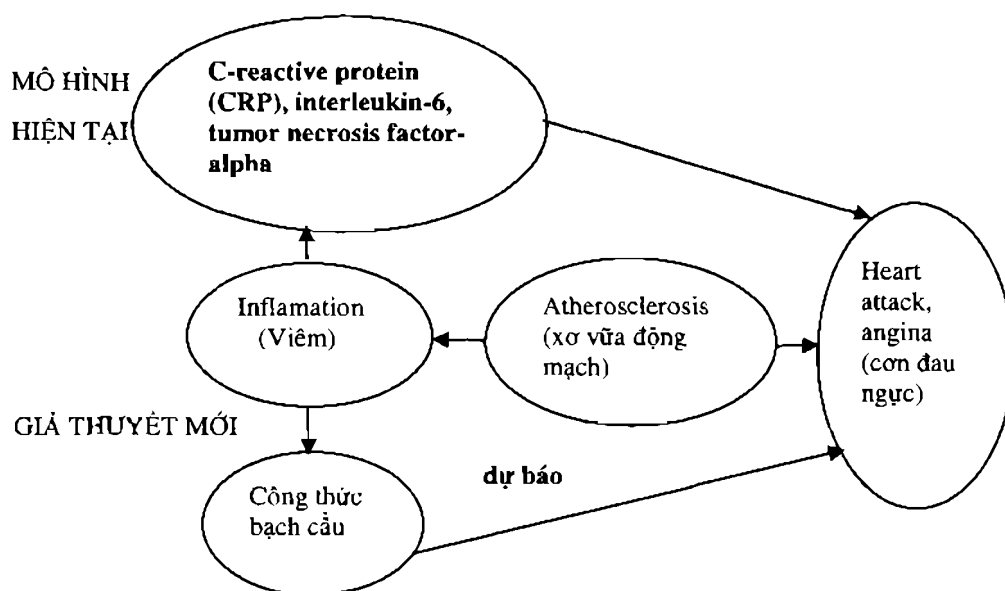 MÔ HÌNH
HIỆN TẠI
C-reactive protein
(CRP), interleukin-6,
tumor necrosis factor-
alpha
Inflamation
(Viêm)
Atherosclerosis
(xơ vữa động
mạch)
Heart
attack,
angina
(cơn đau
ngực)
GIẢ THUYẾT MỚI
Công thức
bạch cầu
dự báo